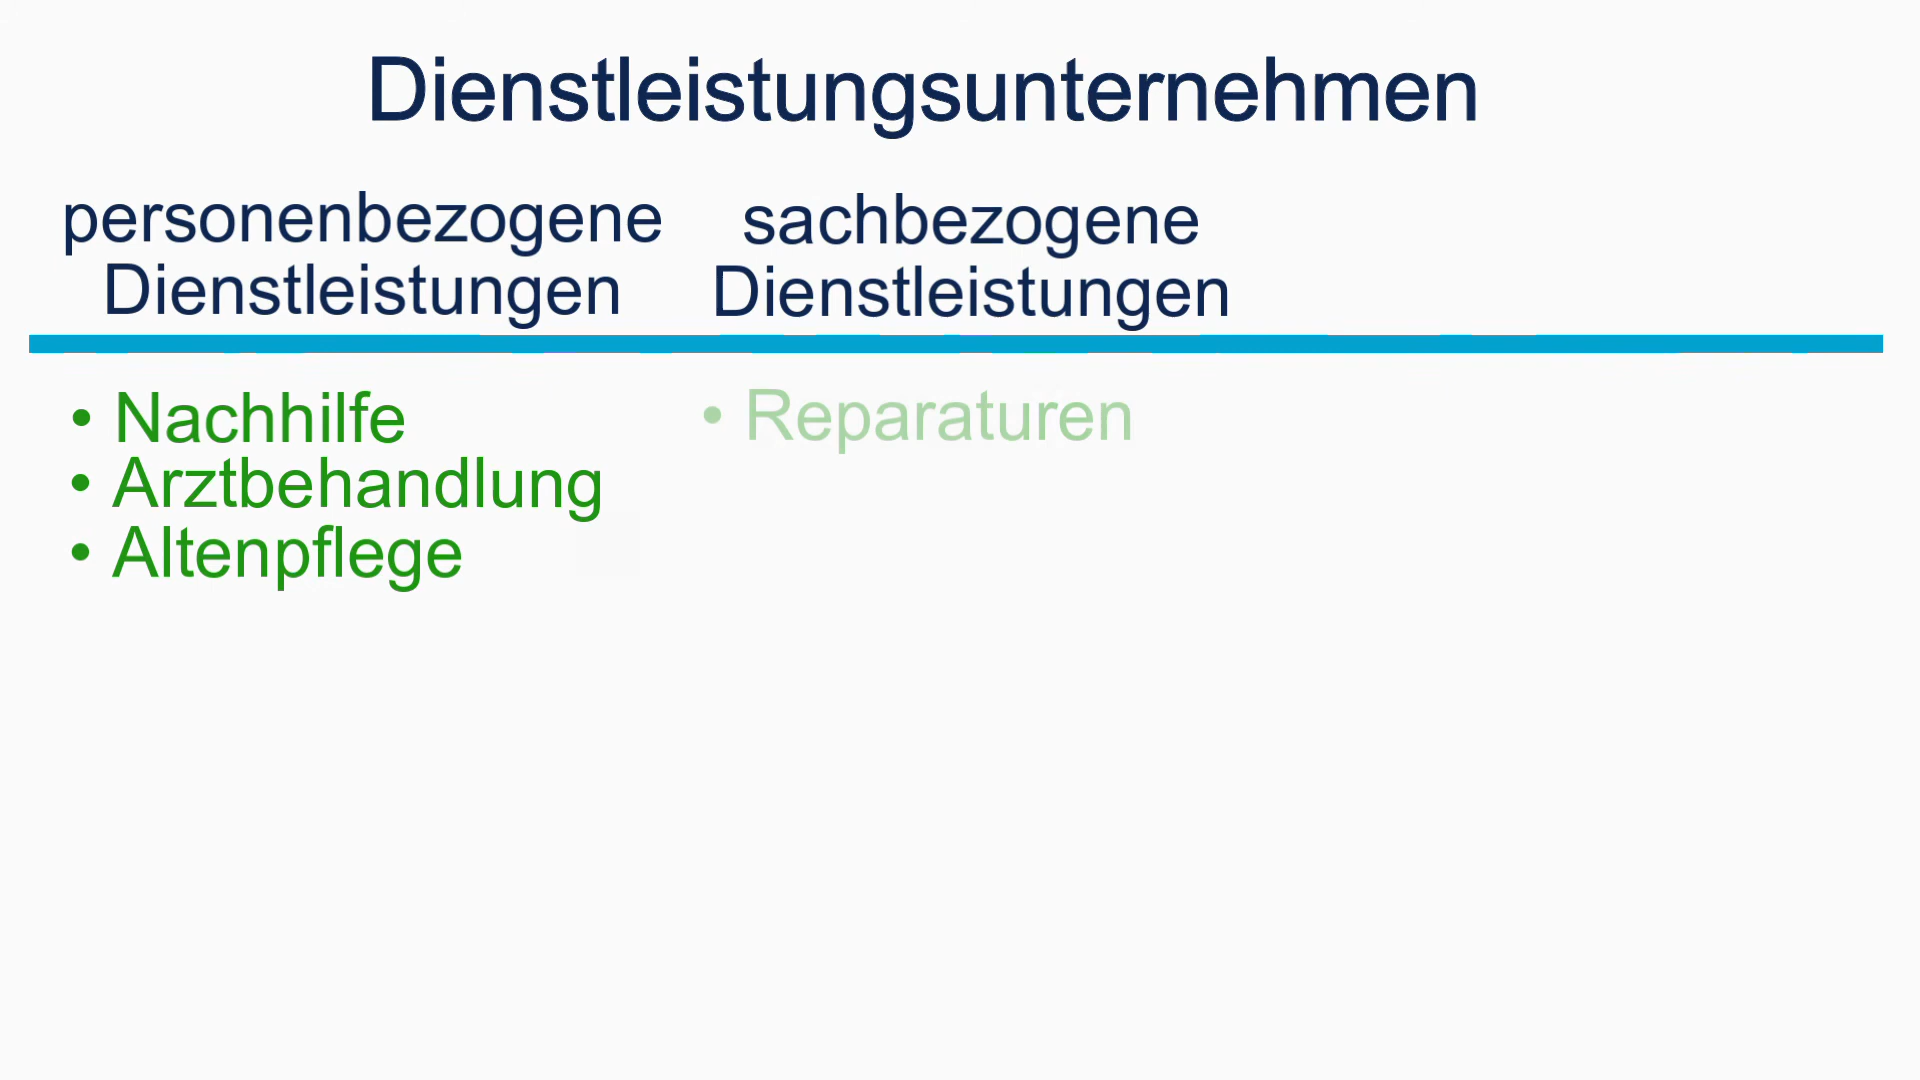 Dienstleistungsunternehmen
personenbezogene
Dienstleistungen
sachbezogene
Dienstleistungen
• Nachhilfe
• Arztbehandlung
• Altenpflege
• Reparaturen